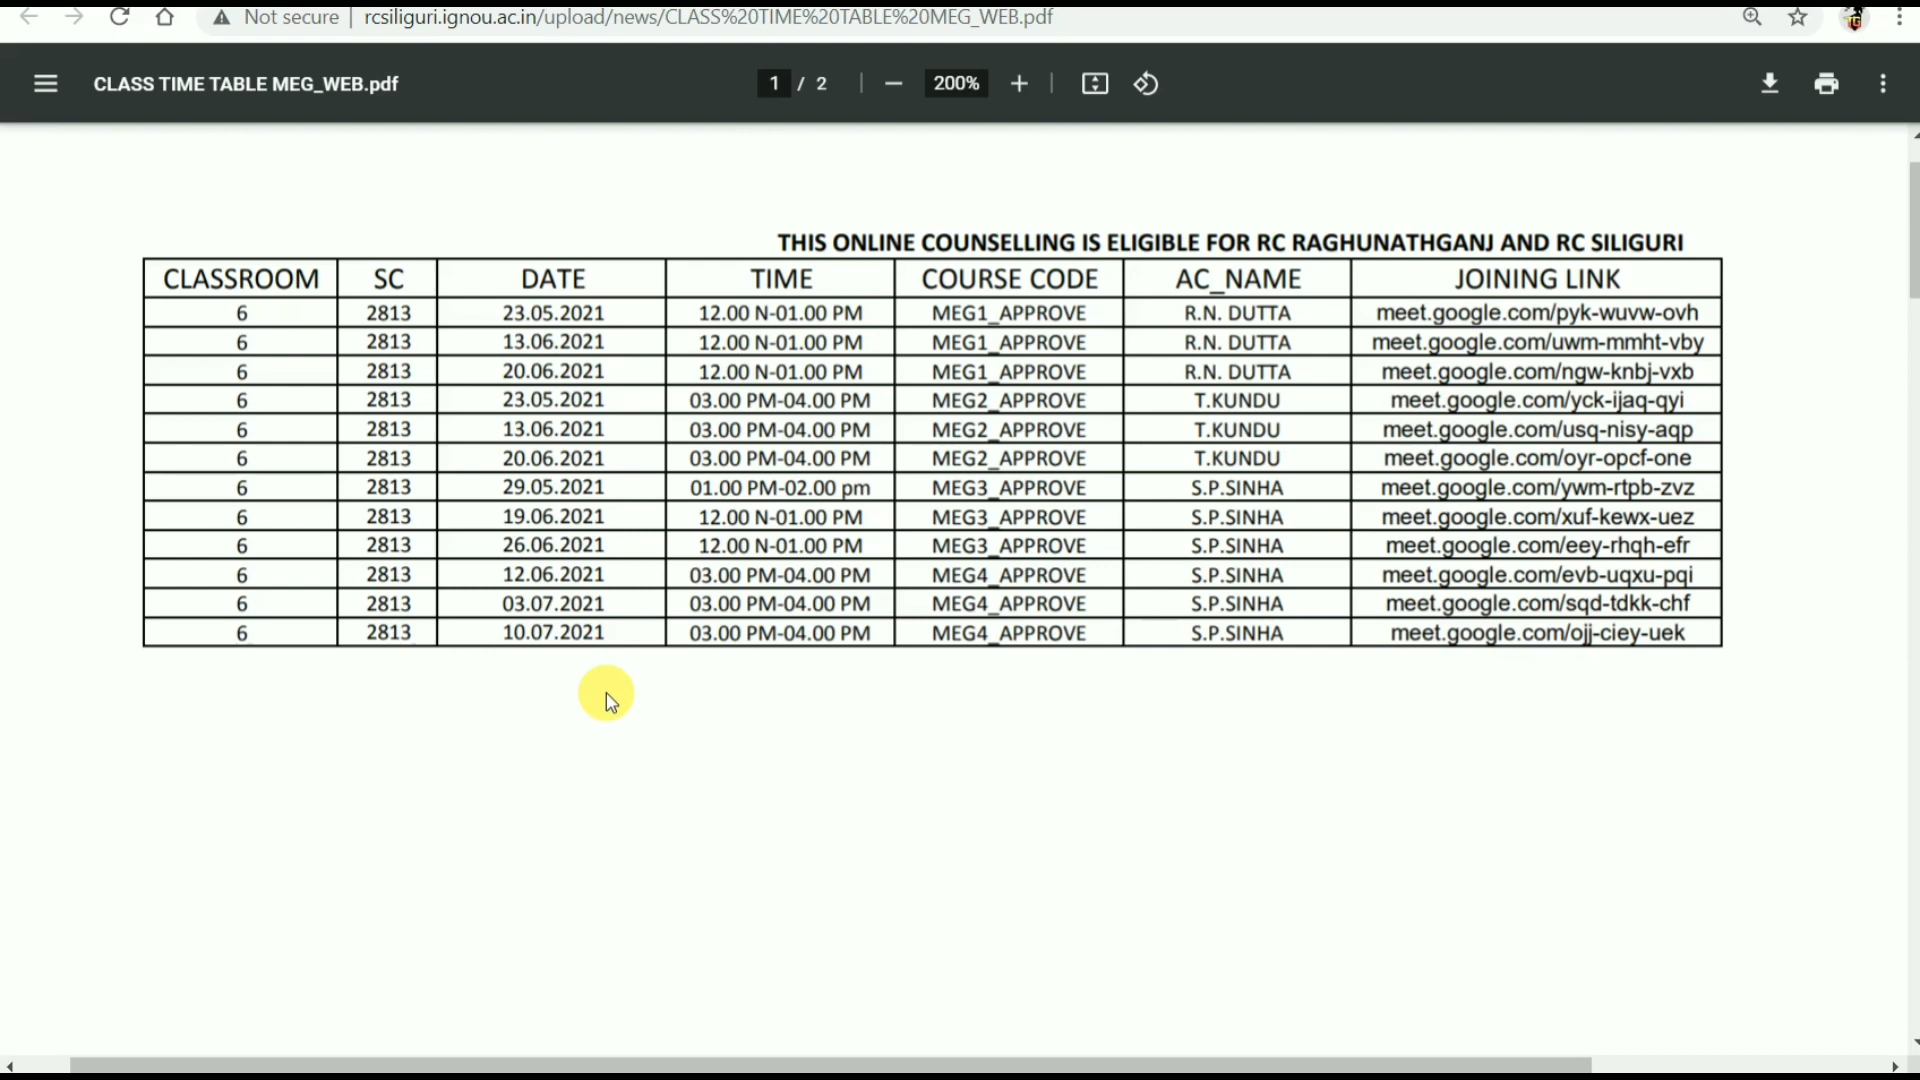 Not secure | rcsiliguri.ignou.ac.in/upload/news/CLASS%20TIME%20TABLE%20MEG_WEB.pdf
CLASS TIME TABLE MEG_WEB.pdf 1 / 2 200%
THIS ONLINE COUNSELLING IS ELIGIBLE FOR RC RAGHUNATHGANJ AND RC SILIGURI
CLASSROOM SC DATE TIME COURSE CODE AC_NAME JOINING LINK
6 2813 23.05.2021 12.00 N-01.00 PM MEG1_APPROVE R.N. DUTTA meet.google.com/pyk-wuvw-ovh
6 2813 13.06.2021 12.00 N-01.00 PM MEG1_APPROVE R.N. DUTTA meet.google.com/uwm-mmht-vby
6 2813 20.06.2021 12.00 N-01.00 PM MEG1_APPROVE R.N. DUTTA meet.google.com/ngw-knbj-vxb
6 2813 23.05.2021 03.00 PM-04.00 PM MEG2_APPROVE T.KUNDU meet.google.com/yck-ijaq-qyi
6 2813 13.06.2021 03.00 PM-04.00 PM MEG2_APPROVE T.KUNDU meet.google.com/usq-nisy-aqp
6 2813 20.06.2021 03.00 PM-04.00 PM MEG2_APPROVE T.KUNDU meet.google.com/oyr-opcf-one
6 2813 29.05.2021 01.00 PM-02.00 pm MEG3_APPROVE S.P.SINHA meet.google.com/ywm-rtpb-zvz
6 2813 19.06.2021 12.00 N-01.00 PM MEG3_APPROVE S.P.SINHA meet.google.com/xuf-kewx-uez
6 2813 26.06.2021 12.00 N-01.00 PM MEG3_APPROVE S.P.SINHA meet.google.com/eey-rhqh-efr
6 2813 12.06.2021 03.00 PM-04.00 PM MEG4_APPROVE S.P.SINHA meet.google.com/evb-uqxu-pqi
6 2813 03.07.2021 03.00 PM-04.00 PM MEG4_APPROVE S.P.SINHA meet.google.com/sqd-tdkk-chf
6 2813 10.07.2021 03.00 PM-04.00 PM MEG4_APPROVE S.P.SINHA meet.google.com/ojj-ciey-uek